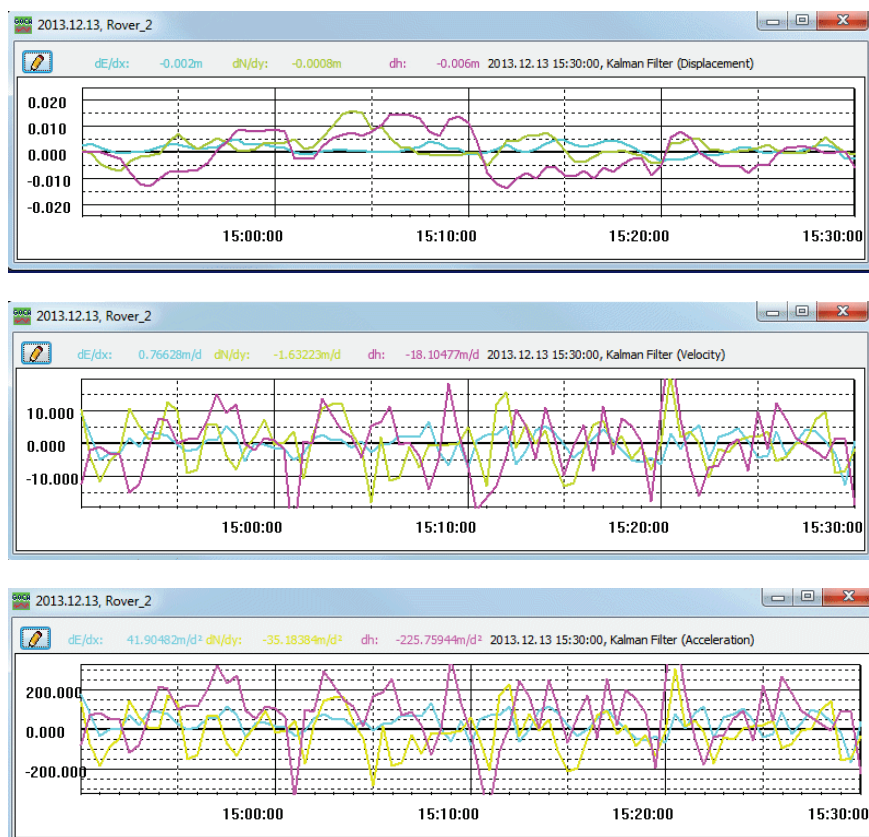 2013.12.13, Rover_2
dE/dx: -0.002m dN/dy: -0.0008m dh: -0.006m 2013.12.13 15:30:00, Kalman Filter (Displacement)
0.020
0.010
0.000
-0.010
-0.020
15:00:00 15:10:00 15:20:00 15:30:00
2013.12.13, Rover_2
dE/dx: 0.76628m/d dN/dy: -1.63223m/d dh: -18.10477m/d 2013.12.13 15:30:00, Kalman Filter (Velocity)
10.000
0.000
-10.000
15:00:00 15:10:00 15:20:00 15:30:00
2013.12.13, Rover_2
dE/dx: 41.90482m/d² dN/dy: -35.18384m/d² dh: -225.75944m/d² 2013.12.13 15:30:00, Kalman Filter (Acceleration)
200.000
0.000
-200.000
15:00:00 15:10:00 15:20:00 15:30:00